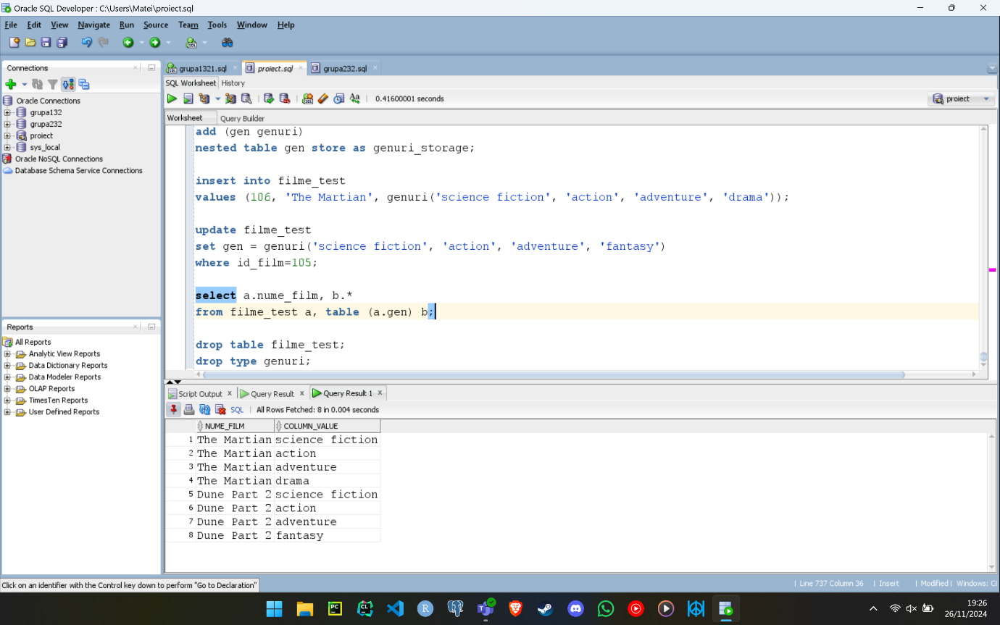 Oracle SQL Developer : C:\Users\Matei\proiect.sql
File Edit View Navigate Run Source Team Tools Window Help
Connections
Oracle Connections
grupa132
grupa232
proiect
sys_local
Oracle NoSQL Connections
Database Schema Service Connections
Reports
All Reports
Analytic View Reports
Data Dictionary Reports
Data Modeler Reports
OLAP Reports
TimesTen Reports
User Defined Reports
grupa1321.sql proiect.sql grupa232.sql
SQL Worksheet History
0.41600001 seconds
proiect
Worksheet Query Builder
add (gen genuri)
nested table gen store as genuri_storage;
insert into filme_test
values (106, 'The Martian', genuri('science fiction', 'action', 'adventure', 'drama'));
update filme_test
set gen = genuri('science fiction', 'action', 'adventure', 'fantasy')
where id_film=105;
select a.nume_film, b.*
from filme_test a, table (a.gen) b;
drop table filme_test;
drop type genuri;
Script Output x Query Result x Query Result 1 x
SQL | All Rows Fetched: 8 in 0.004 seconds
NUME_FILM COLUMN_VALUE
1 The Martian science fiction
2 The Martian action
3 The Martian adventure
4 The Martian drama
5 Dune Part 2 science fiction
6 Dune Part 2 action
7 Dune Part 2 adventure
8 Dune Part 2 fantasy
Click on an identifier with the Control key down to perform "Go to Declaration"
| Line 737 Column 36 | Insert | Modified | Windows: Cl
19:26
26/11/2024